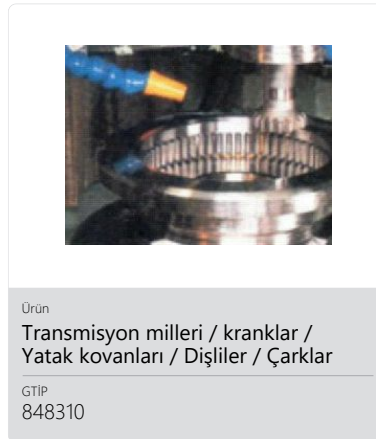 Ürün
Transmisyon milleri / kranklar /
Yatak kovanları / Dişliler / Çarklar
GTİP
848310